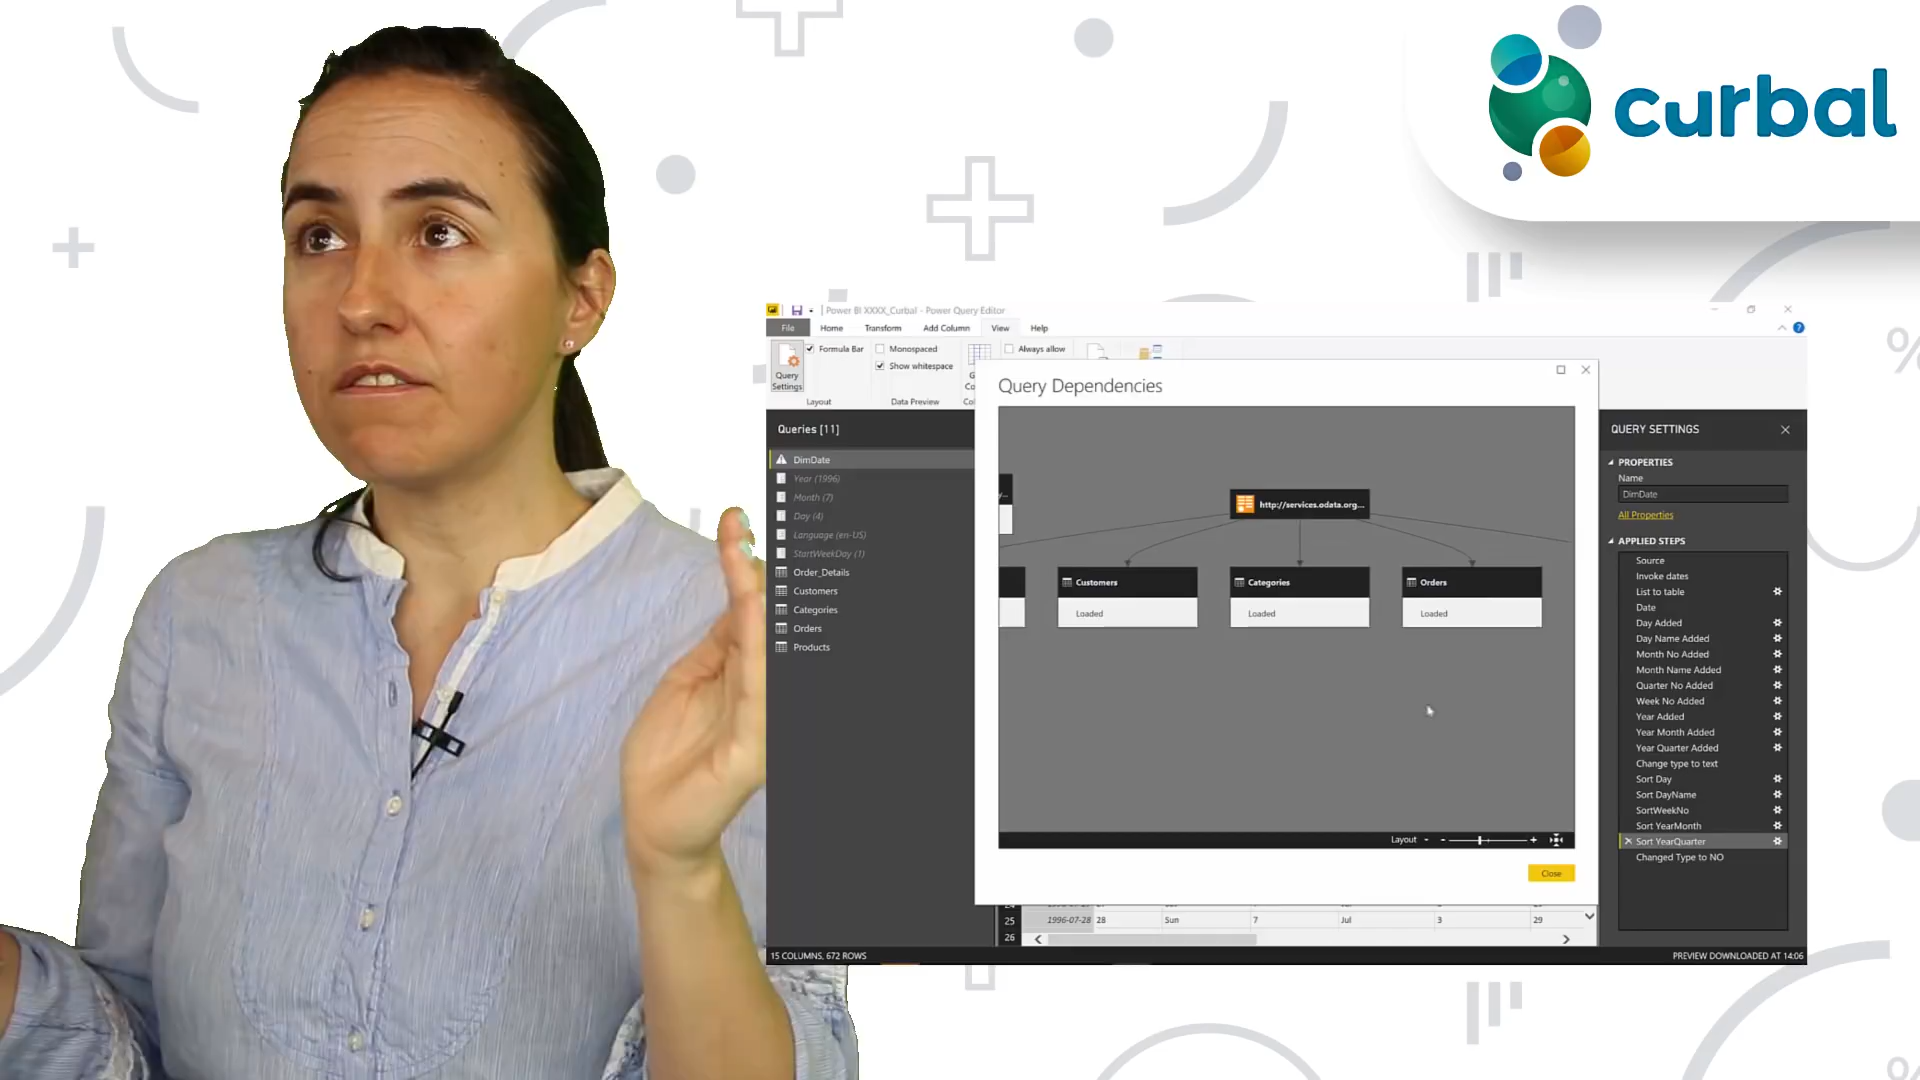 curbal
| Power BI XXXX_Curbal - Power Query Editor
File Home Transform Add Column View Help
Query Settings
Formula Bar
Monospaced
Show whitespace
Always allow
Layout
Data Preview
Query Dependencies
http://services.odata.org...
Customers
Loaded
Categories
Loaded
Orders
Loaded
Layout
Close
Queries [11]
DimDate
Year (1996)
Month (7)
Day (4)
Language (en-US)
StartWeekDay (1)
Order_Details
Customers
Categories
Orders
Products
25 1996-07-28 28 Sun 7 Jul 3 29
26
QUERY SETTINGS
PROPERTIES
Name
DimDate
All Properties
APPLIED STEPS
Source
Invoke dates
List to table
Date
Day Added
Day Name Added
Month No Added
Month Name Added
Quarter No Added
Week No Added
Year Added
Year Month Added
Year Quarter Added
Change type to text
Sort Day
Sort DayName
SortWeekNo
Sort YearMonth
Sort YearQuarter
Changed Type to NO
15 COLUMNS, 672 ROWS
PREVIEW DOWNLOADED AT 14:06